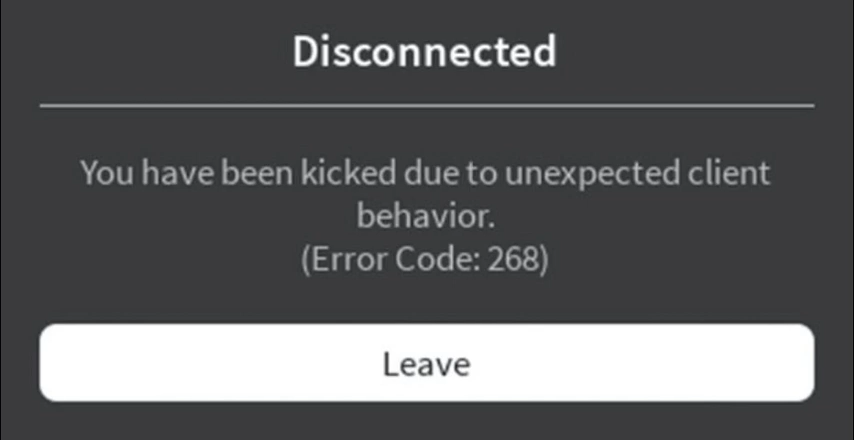 Disconnected
You have been kicked due to unexpected client
behavior.
(Error Code: 268)
Leave